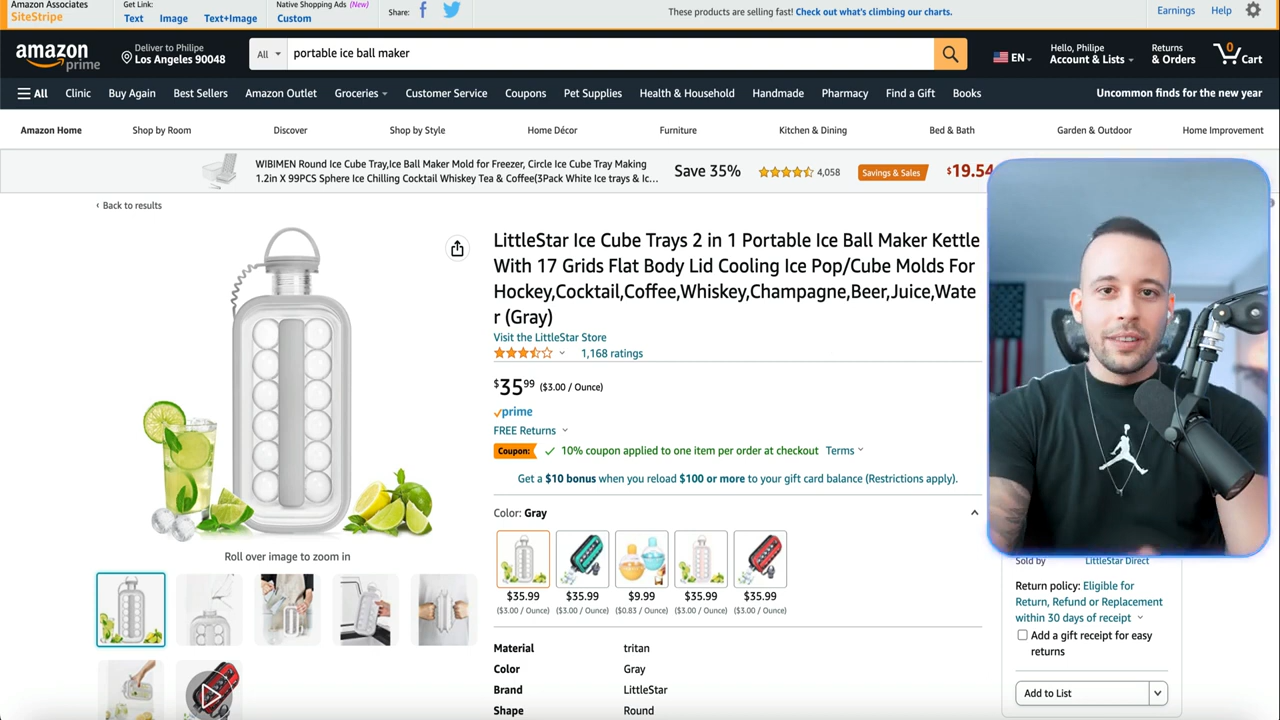 Amazon Associates
SiteStripe
Get Link:
Text Image Text+Image
Native Shopping Ads (New)
Custom
Share:
These products are selling fast! Check out what's climbing our charts.
Earnings Help
amazon
prime
Deliver to Philipe
Los Angeles 90048
All
portable ice ball maker
EN
Hello, Philipe
Account & Lists
Returns
& Orders
0
Cart
All Clinic Buy Again Best Sellers Amazon Outlet Groceries Customer Service Coupons Pet Supplies Health & Household Handmade Pharmacy Find a Gift Books
Uncommon finds for the new year
Amazon Home Shop by Room Discover Shop by Style Home Décor Furniture Kitchen & Dining Bed & Bath Garden & Outdoor Home Improvement
WIBIMEN Round Ice Cube Tray,Ice Ball Maker Mold for Freezer, Circle Ice Cube Tray Making
1.2in X 99PCS Sphere Ice Chilling Cocktail Whiskey Tea & Coffee(3Pack White Ice trays & Ic...
Save 35%
4,058
Savings & Sales
$19.54
‹ Back to results
LittleStar Ice Cube Trays 2 in 1 Portable Ice Ball Maker Kettle
With 17 Grids Flat Body Lid Cooling Ice Pop/Cube Molds For
Hockey,Cocktail,Coffee,Whiskey,Champagne,Beer,Juice,Wate
r (Gray)
Visit the LittleStar Store
1,168 ratings
$35 99 ($3.00 / Ounce)
prime
FREE Returns
Coupon: 10% coupon applied to one item per order at checkout Terms
Get a $10 bonus when you reload $100 or more to your gift card balance (Restrictions apply).
Color: Gray
$35.99 $35.99 $9.99 $35.99 $35.99
($3.00 / Ounce) ($3.00 / Ounce) ($0.83 / Ounce) ($3.00 / Ounce) ($3.00 / Ounce)
Material tritan
Color Gray
Brand LittleStar
Shape Round
Roll over image to zoom in
Sold by LittleStar Direct
Return policy: Eligible for
Return, Refund or Replacement
within 30 days of receipt
Add a gift receipt for easy
returns
Add to List